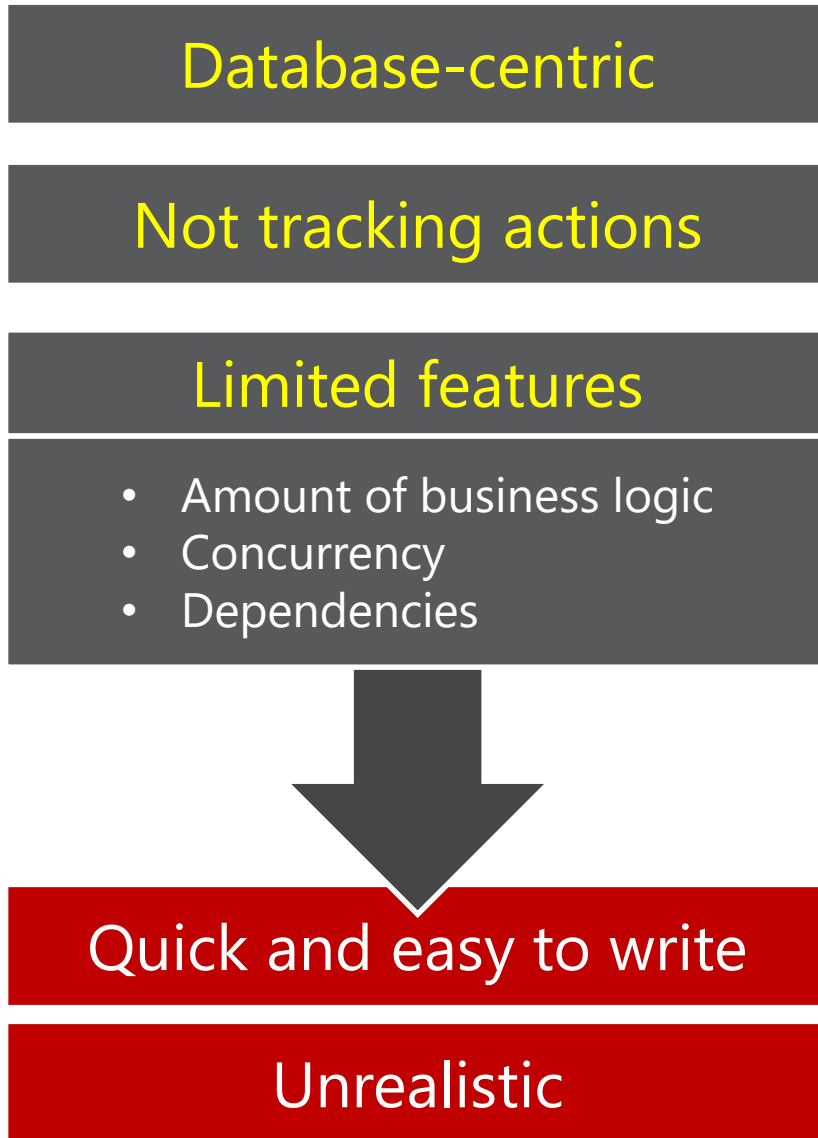 Database-centric
Not tracking actions
Limited features
• Amount of business logic
• Concurrency
• Dependencies
Quick and easy to write
Unrealistic